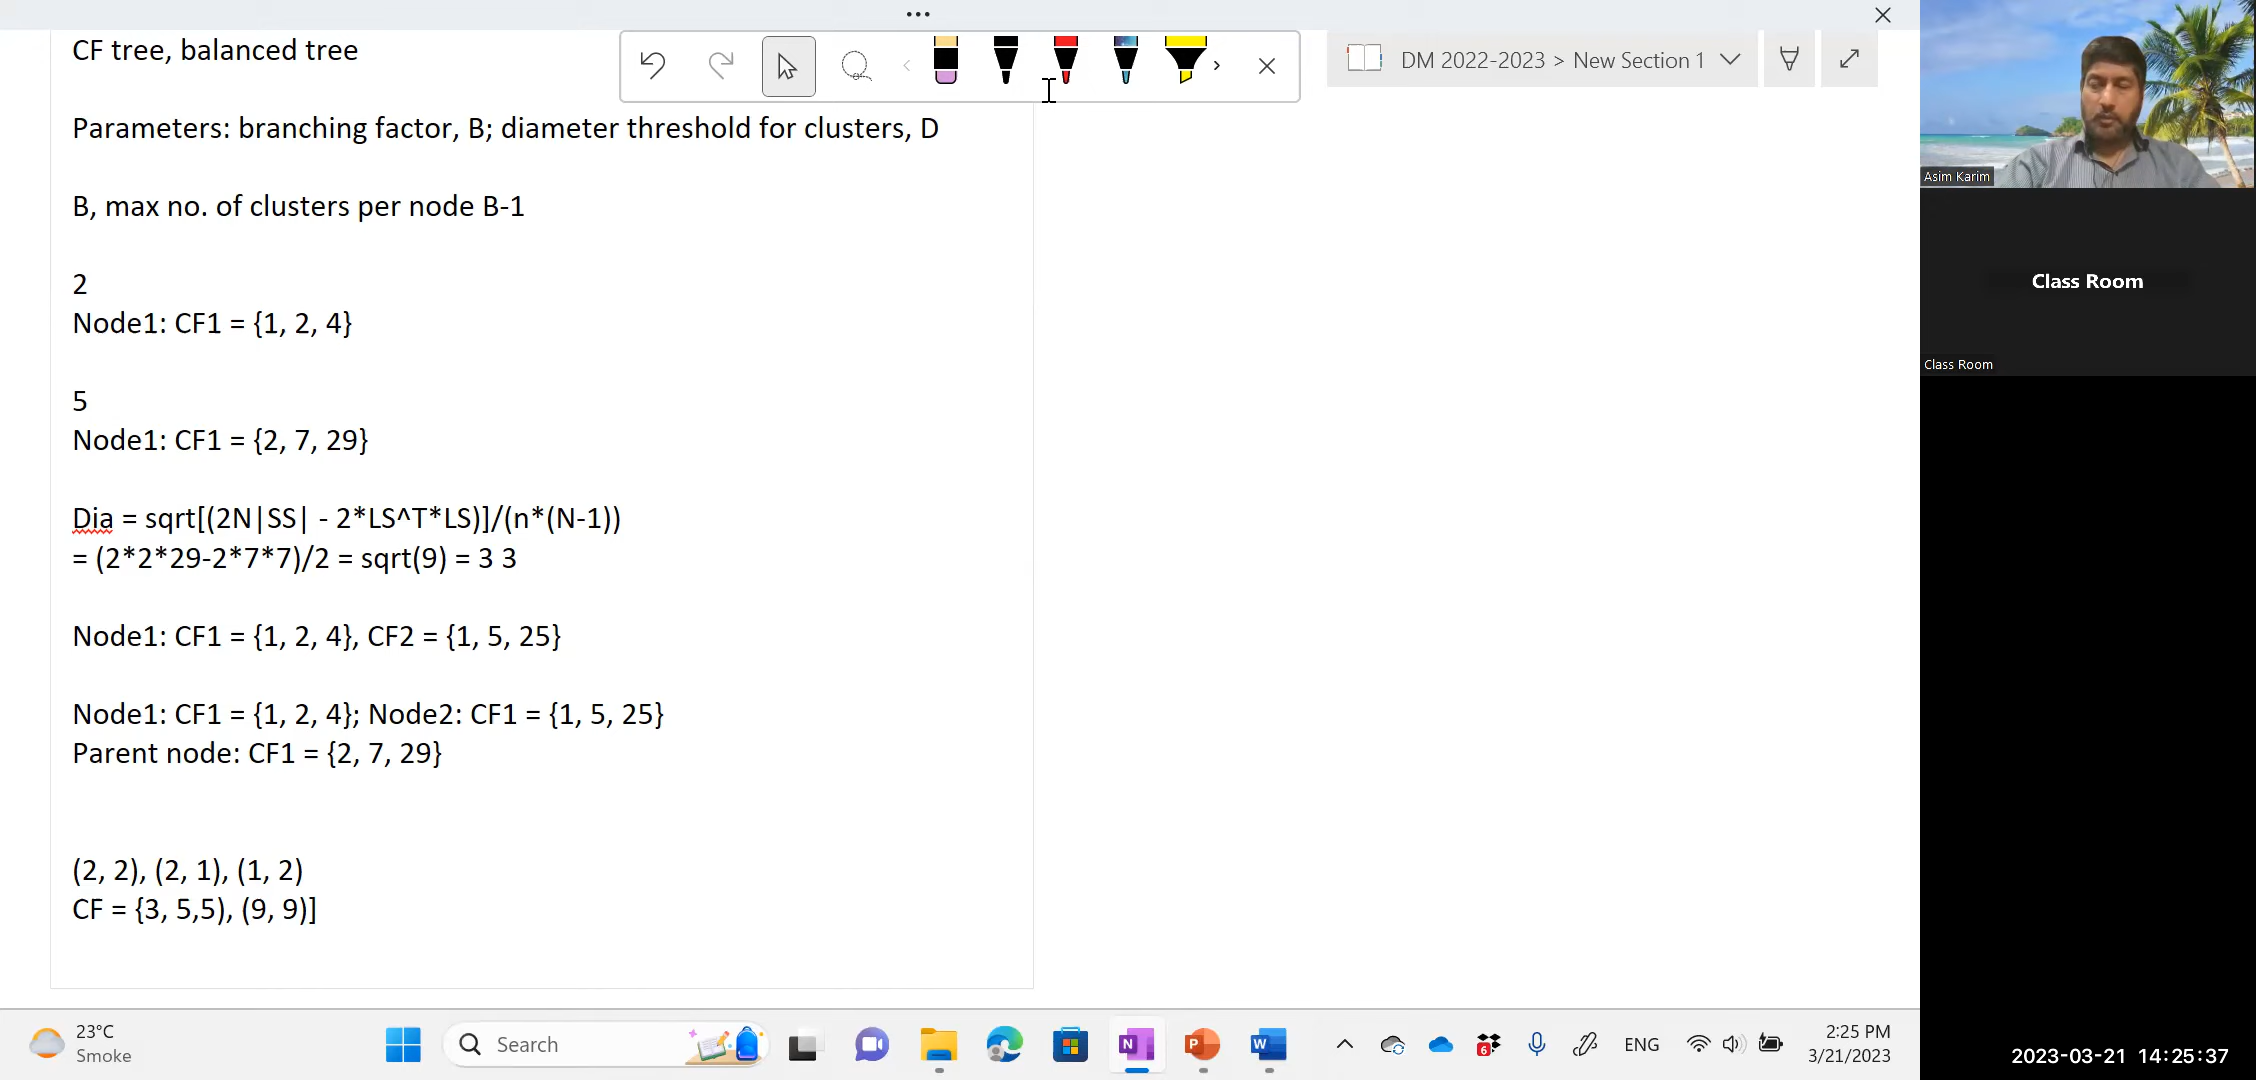 CF tree, balanced tree
DM 2022-2023 > New Section 1
Parameters: branching factor, B; diameter threshold for clusters, D
B, max no. of clusters per node B-1
2
Node1: CF1 = {1, 2, 4}
5
Node1: CF1 = {2, 7, 29}
Dia = sqrt[(2N|SS| - 2*LS^T*LS)]/(n*(N-1))
= (2*2*29-2*7*7)/2 = sqrt(9) = 3 3
Node1: CF1 = {1, 2, 4}, CF2 = {1, 5, 25}
Node1: CF1 = {1, 2, 4}; Node2: CF1 = {1, 5, 25}
Parent node: CF1 = {2, 7, 29}
(2, 2), (2, 1), (1, 2)
CF = {3, 5,5), (9, 9)]
Asim Karim
Class Room
Class Room
23°C
Smoke
Search
N
P
W
6
ENG
2:25 PM
3/21/2023
2023-03-21 14:25:37